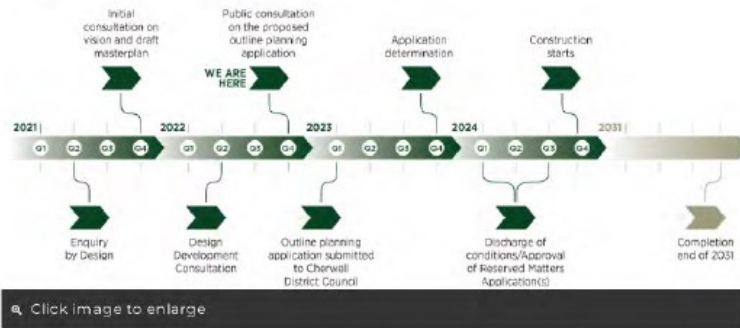 Initial
consultation on
vision and draft
masterplan
Public consultation
on the proposed
outline planning
application
WE ARE
HERE
Application
determination
Construction
starts
2021
2022
2023
2024
2031
Q1 Q2 Q3 Q4 Q1 Q2 Q3 Q4 Q1 Q2 Q3 Q4 Q1 Q2 Q3 Q4
Enquiry
by Design
Design
Development
Consultation
Outline planning
application submitted
to Cherwell
District Council
Discharge of
conditions/Approval
of Reserved Matters
Application(s)
Completion
end of 2031
Click image to enlarge